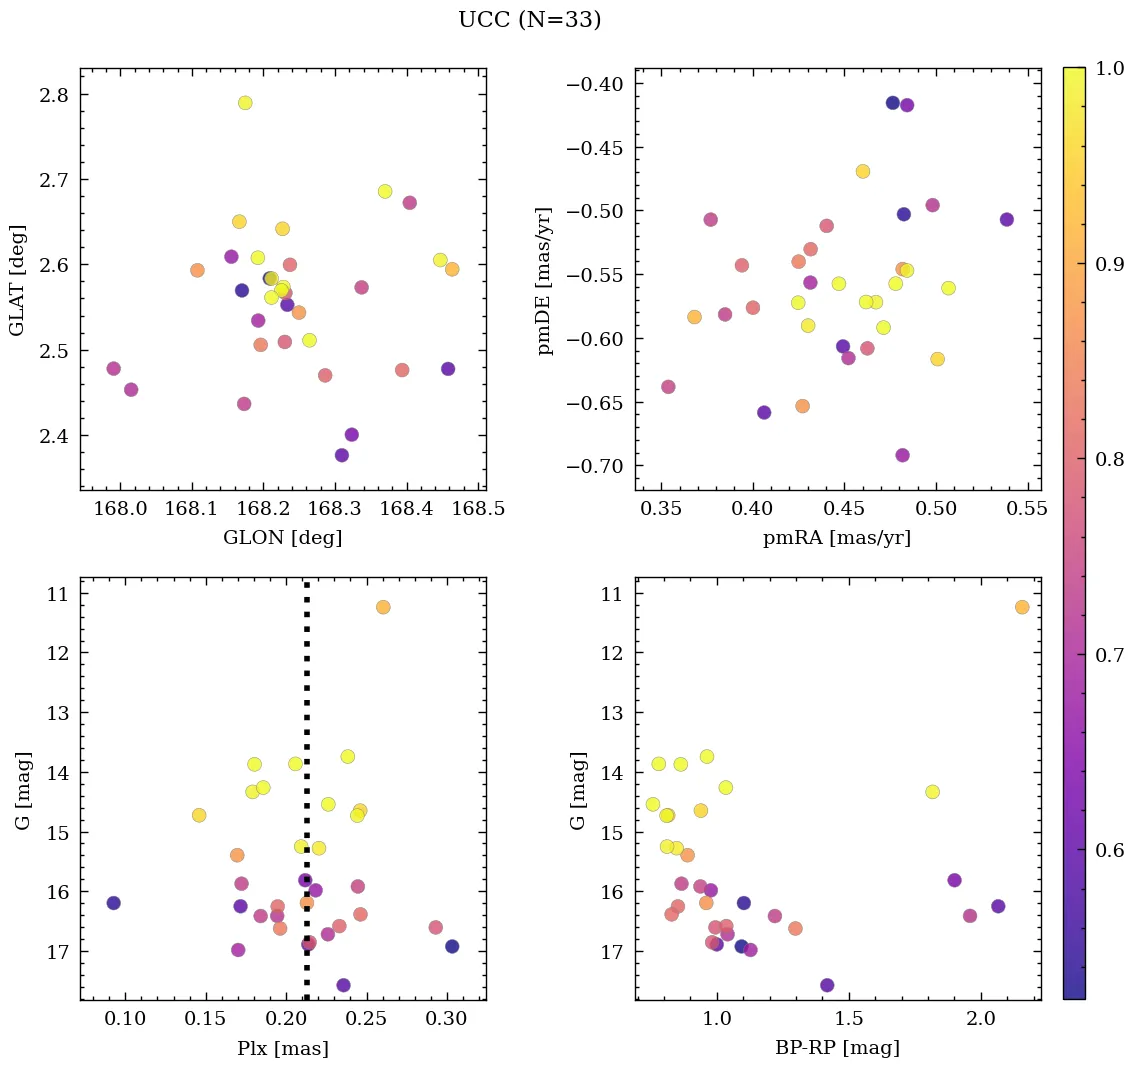 UCC (N=33)
2.8
2.7
2.6
2.5
2.4
GLAT [deg]
168.0 168.1 168.2 168.3 168.4 168.5
GLON [deg]
−0.40
−0.45
−0.50
−0.55
−0.60
−0.65
−0.70
pmDE [mas/yr]
0.35 0.40 0.45 0.50 0.55
pmRA [mas/yr]
1.0
0.9
0.8
0.7
0.6
11
12
13
14
15
16
17
G [mag]
0.10 0.15 0.20 0.25 0.30
Plx [mas]
11
12
13
14
15
16
17
G [mag]
1.0 1.5 2.0
BP-RP [mag]